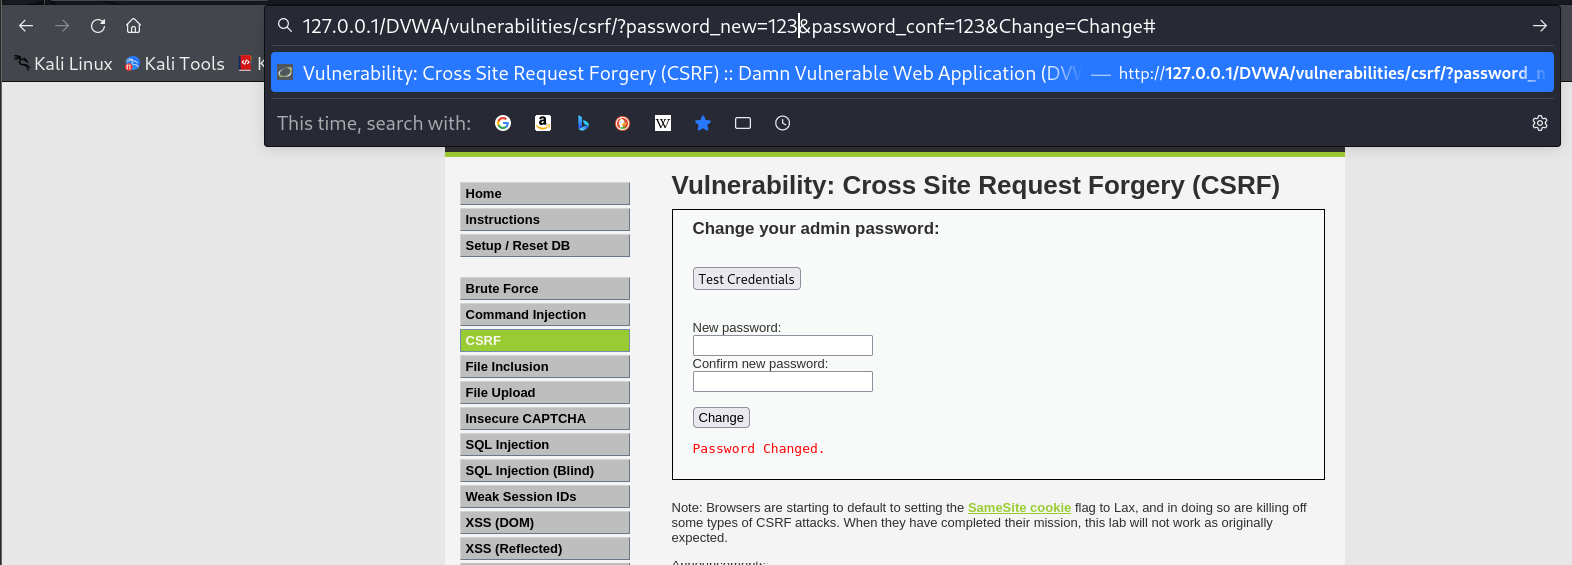 127.0.0.1/DVWA/vulnerabilities/csrf/?password_new=123&password_conf=123&Change=Change#
Kali Linux Kali Tools
Vulnerability: Cross Site Request Forgery (CSRF) :: Damn Vulnerable Web Application (DVW — http://127.0.0.1/DVWA/vulnerabilities/csrf/?password_n
This time, search with:
Vulnerability: Cross Site Request Forgery (CSRF)
Home
Instructions
Setup / Reset DB
Brute Force
Command Injection
CSRF
File Inclusion
File Upload
Insecure CAPTCHA
SQL Injection
SQL Injection (Blind)
Weak Session IDs
XSS (DOM)
XSS (Reflected)
Change your admin password:
Test Credentials
New password:
Confirm new password:
Change
Password Changed.
Note: Browsers are starting to default to setting the SameSite cookie flag to Lax, and in doing so are killing off
some types of CSRF attacks. When they have completed their mission, this lab will not work as originally
expected.